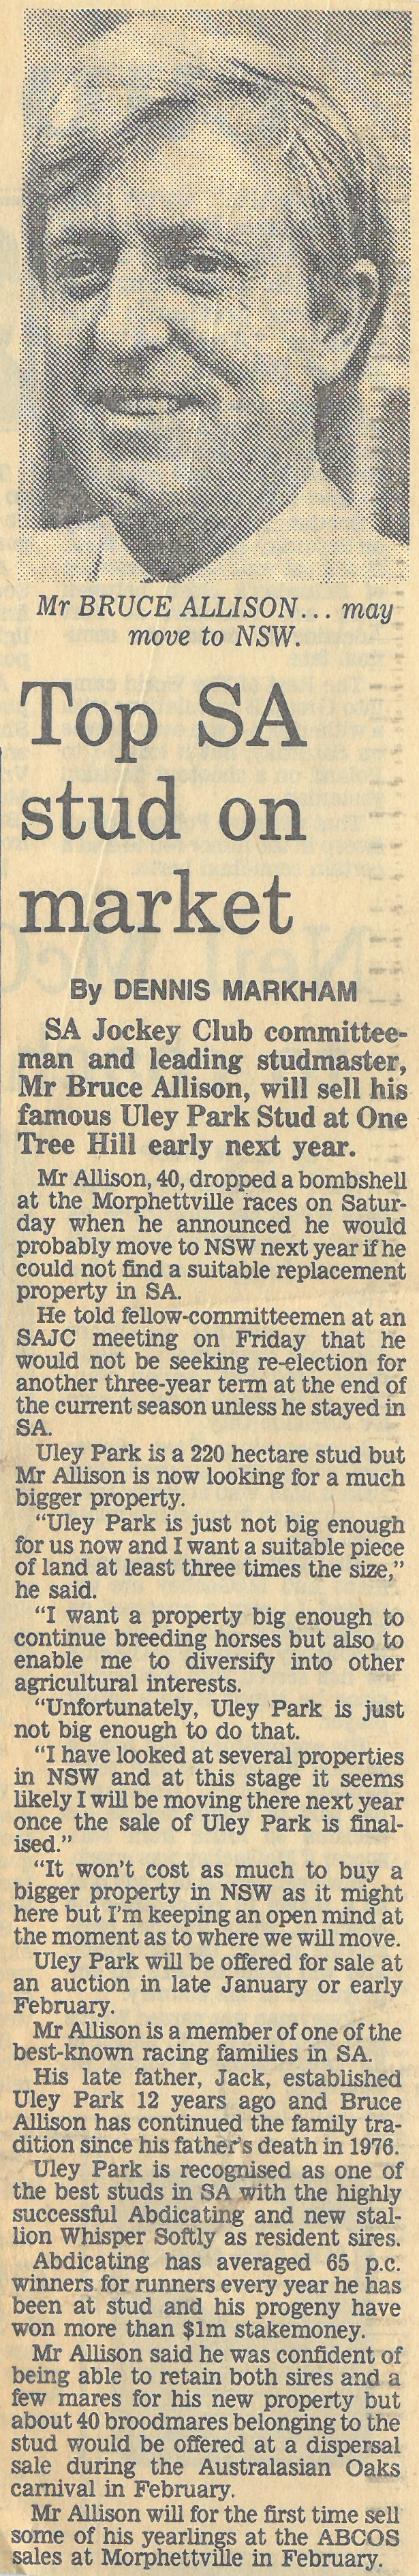 Mr BRUCE ALLISON... may
move to NSW.
Top SA
stud on
market
By DENNIS MARKHAM
SA Jockey Club committee-
man and leading studmaster,
Mr Bruce Allison, will sell his
famous Uley Park Stud at One
Tree Hill early next year.
Mr Allison, 40, dropped a bombshell
at the Morphettville races on Satur-
day when he announced he would
probably move to NSW next year if he
could not find a suitable replacement
property in SA.
He told fellow-committeemen at an
SAJC meeting on Friday that he
would not be seeking re-election for
another three-year term at the end of
the current season unless he stayed in
SA.
Uley Park is a 220 hectare stud but
Mr Allison is now looking for a much
bigger property.
“Uley Park is just not big enough
for us now and I want a suitable piece
of land at least three times the size,”
he said.
“I want a property big enough to
continue breeding horses but also to
enable me to diversify into other
agricultural interests.
“Unfortunately, Uley Park is just
not big enough to do that.
“I have looked at several properties
in NSW and at this stage it seems
likely I will be moving there next year
once the sale of Uley Park is final-
ised.”
“It won’t cost as much to buy a
bigger property in NSW as it might
here but I’m keeping an open mind at
the moment as to where we will move.
Uley Park will be offered for sale at
an auction in late January or early
February.
Mr Allison is a member of one of the
best-known racing families in SA.
His late father, Jack, established
Uley Park 12 years ago and Bruce
Allison has continued the family tra-
dition since his father’s death in 1976.
Uley Park is recognised as one of
the best studs in SA with the highly
successful Abdicating and new stal-
lion Whisper Softly as resident sires.
Abdicating has averaged 65 p.c.
winners for runners every year he has
been at stud and his progeny have
won more than $1m stakemoney.
Mr Allison said he was confident of
being able to retain both sires and a
few mares for his new property but
about 40 broodmares belonging to the
stud would be offered at a dispersal
sale during the Australasian Oaks
carnival in February.
Mr Allison will for the first time sell
some of his yearlings at the ABCOS
sales at Morphettville in February.